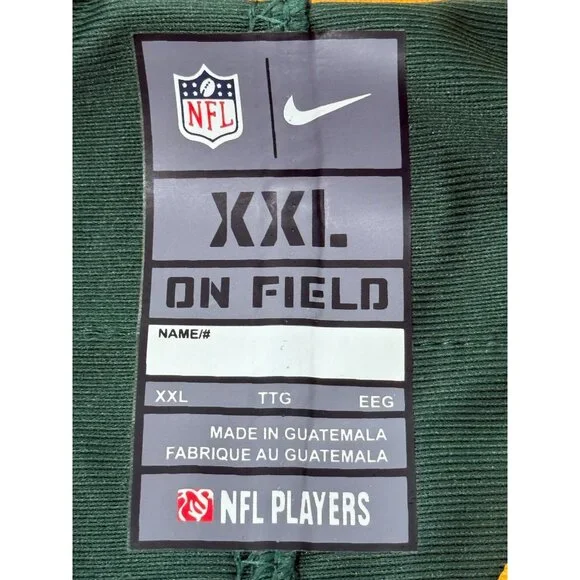 NFL
XXL
ON FIELD
NAME/#
XXL TTG EEG
MADE IN GUATEMALA
FABRIQUE AU GUATEMALA
NFL PLAYERS